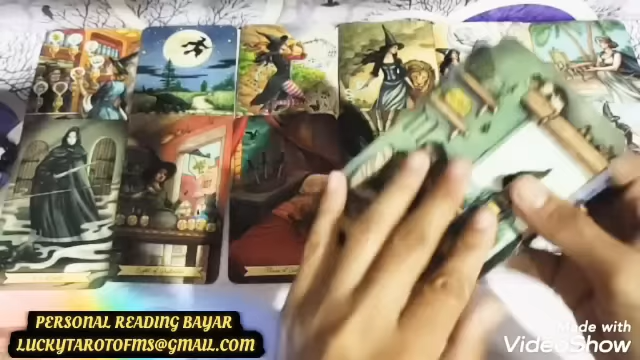 PERSONAL READING BAYAR
LUCKYTAROTOFMS@GMAIL.COM
Made with
VideoShow